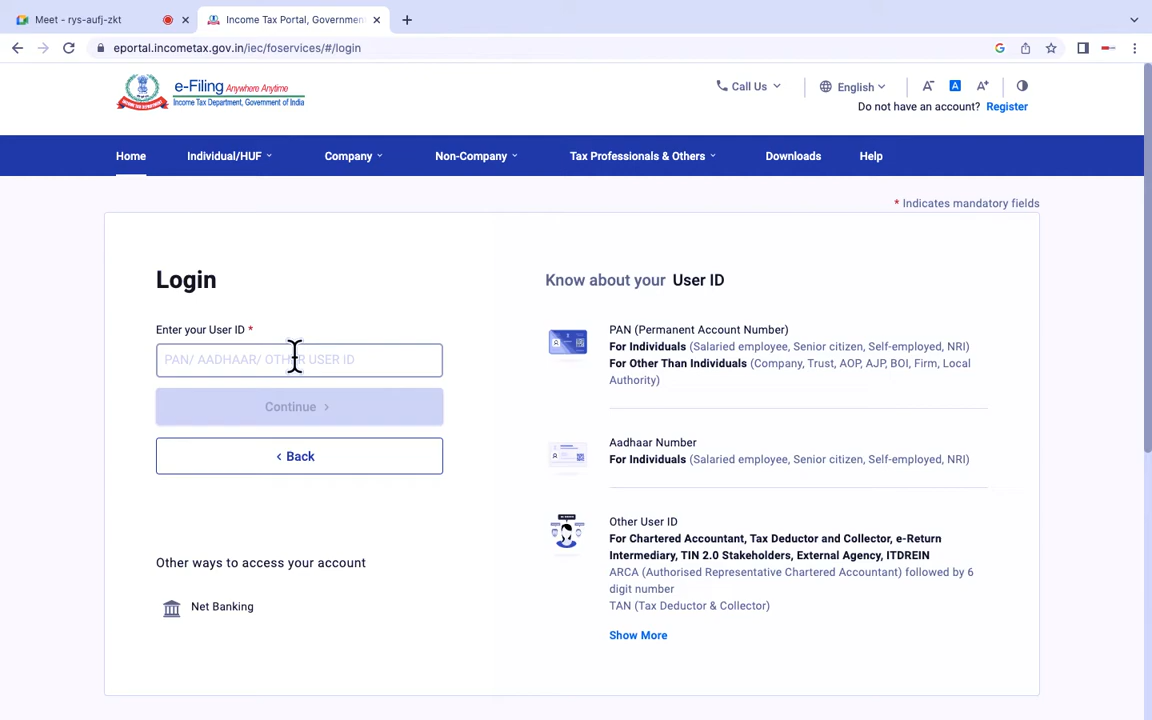 Meet - rys-aufj-zkt
Income Tax Portal, Governmen
eportal.incometax.gov.in/iec/foservices/#/login
e-Filing Anywhere Anytime
Income Tax Department, Government of India
Call Us
English
A-
A
A+
Do not have an account? Register
Home
Individual/HUF
Company
Non-Company
Tax Professionals & Others
Downloads
Help
* Indicates mandatory fields
Login
Enter your User ID *
PAN/ AADHAAR/ OTHER USER ID
Continue >
< Back
Other ways to access your account
Net Banking
Know about your User ID
PAN (Permanent Account Number)
For Individuals (Salaried employee, Senior citizen, Self-employed, NRI)
For Other Than Individuals (Company, Trust, AOP, AJP, BOI, Firm, Local
Authority)
Aadhaar Number
For Individuals (Salaried employee, Senior citizen, Self-employed, NRI)
Other User ID
For Chartered Accountant, Tax Deductor and Collector, e-Return
Intermediary, TIN 2.0 Stakeholders, External Agency, ITDREIN
ARCA (Authorised Representative Chartered Accountant) followed by 6
digit number
TAN (Tax Deductor & Collector)
Show More